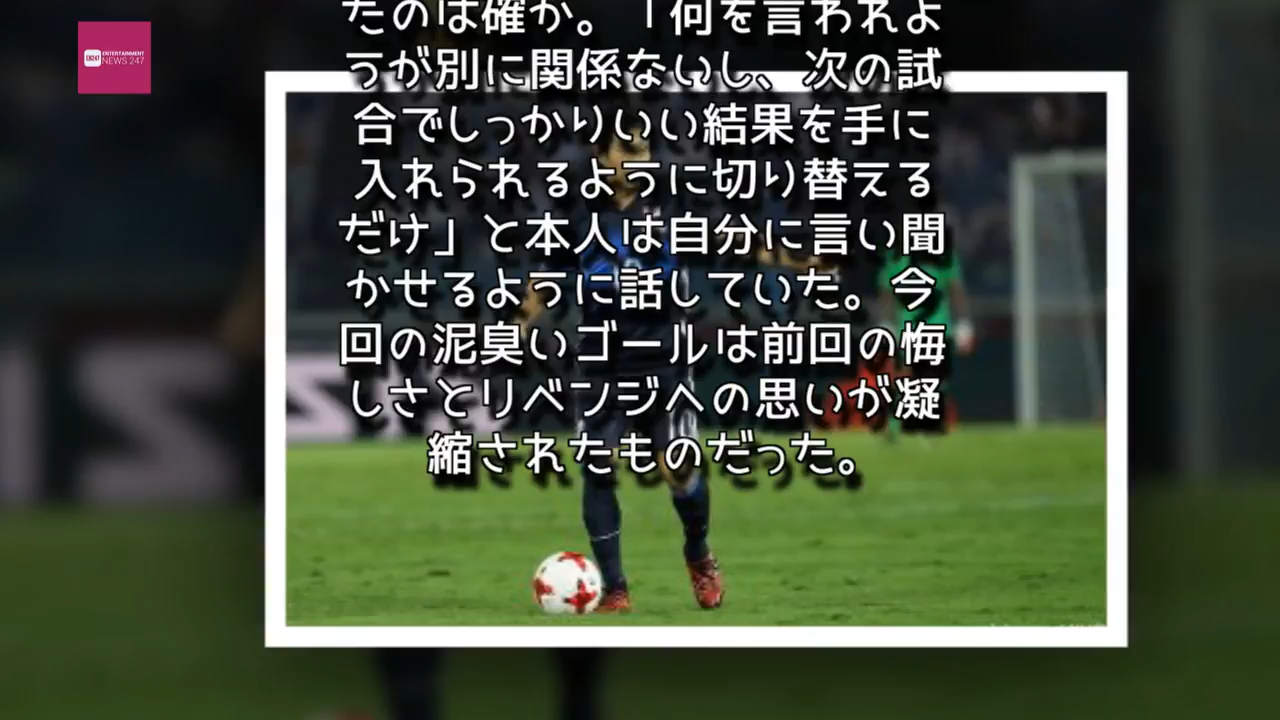 ENTERTAINMENT
NEWS 247
たのは確か。「何を言われよ
うが別に関係ないし、次の試
合でしっかりいい結果を手に
入れられるように切り替える
だけ」と本人は自分に言い聞
かせるように話していた。今
回の泥臭いゴールは前回の悔
しさとリベンジへの思いが凝
縮されたものだった。